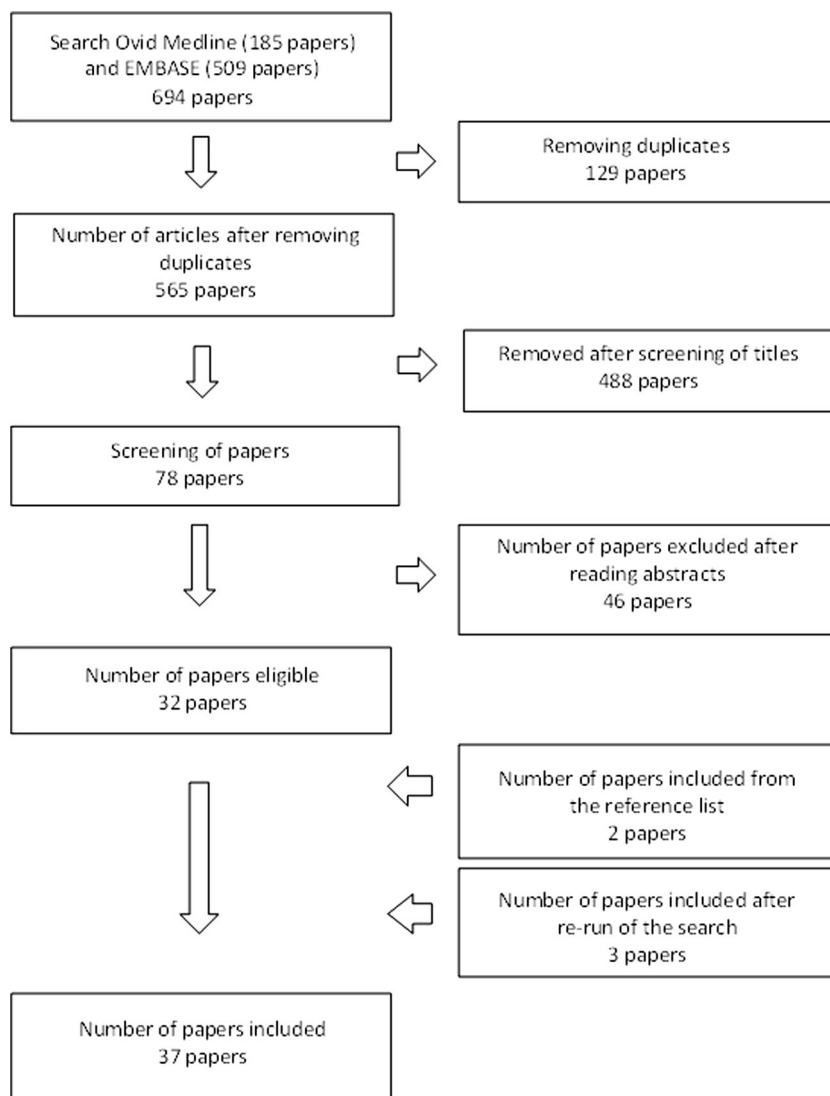 Search Ovid Medline (185 papers)
and EMBASE (509 papers)
694 papers
Removing duplicates
129 papers
Number of articles after removing
duplicates
565 papers
Removed after screening of titles
488 papers
Screening of papers
78 papers
Number of papers excluded after
reading abstracts
46 papers
Number of papers eligible
32 papers
Number of papers included from
the reference list
2 papers
Number of papers included after
re-run of the search
3 papers
Number of papers included
37 papers